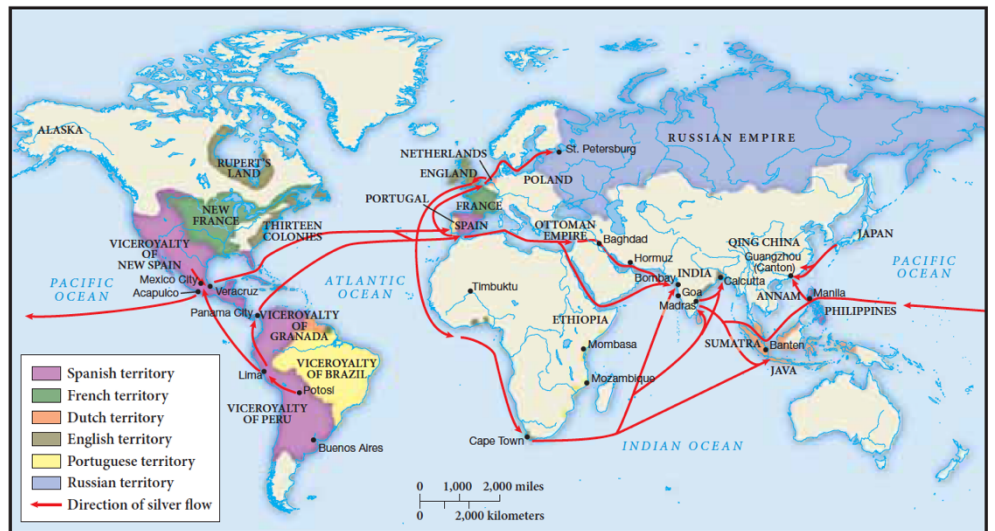 ALASKA
RUPERT'S
LAND
NEW
FRANCE
THIRTEEN
COLONIES
VICEROYALTY
OF
NEW SPAIN
Mexico City
Acapulco
Veracruz
PACIFIC
OCEAN
Panama City
VICEROYALTY
OF
GRANADA
VICEROYALTY
OF BRAZIL
Lima
Potosí
VICEROYALTY
OF PERU
Buenos Aires
ATLANTIC
OCEAN
NETHERLANDS
ENGLAND
PORTUGAL
FRANCE
SPAIN
St. Petersburg
POLAND
RUSSIAN EMPIRE
OTTOMAN
EMPIRE
Baghdad
Hormuz
Timbuktu
ETHIOPIA
Mombasa
Mozambique
Cape Town
Bombay
INDIA
Goa
Madras
Calcutta
QING CHINA
Guangzhou
(Canton)
ANNAM
JAPAN
PACIFIC
OCEAN
Manila
PHILIPPINES
SUMATRA
Banten
JAVA
INDIAN OCEAN
Spanish territory
French territory
Dutch territory
English territory
Portuguese territory
Russian territory
Direction of silver flow
0 1,000 2,000 miles
0 2,000 kilometers